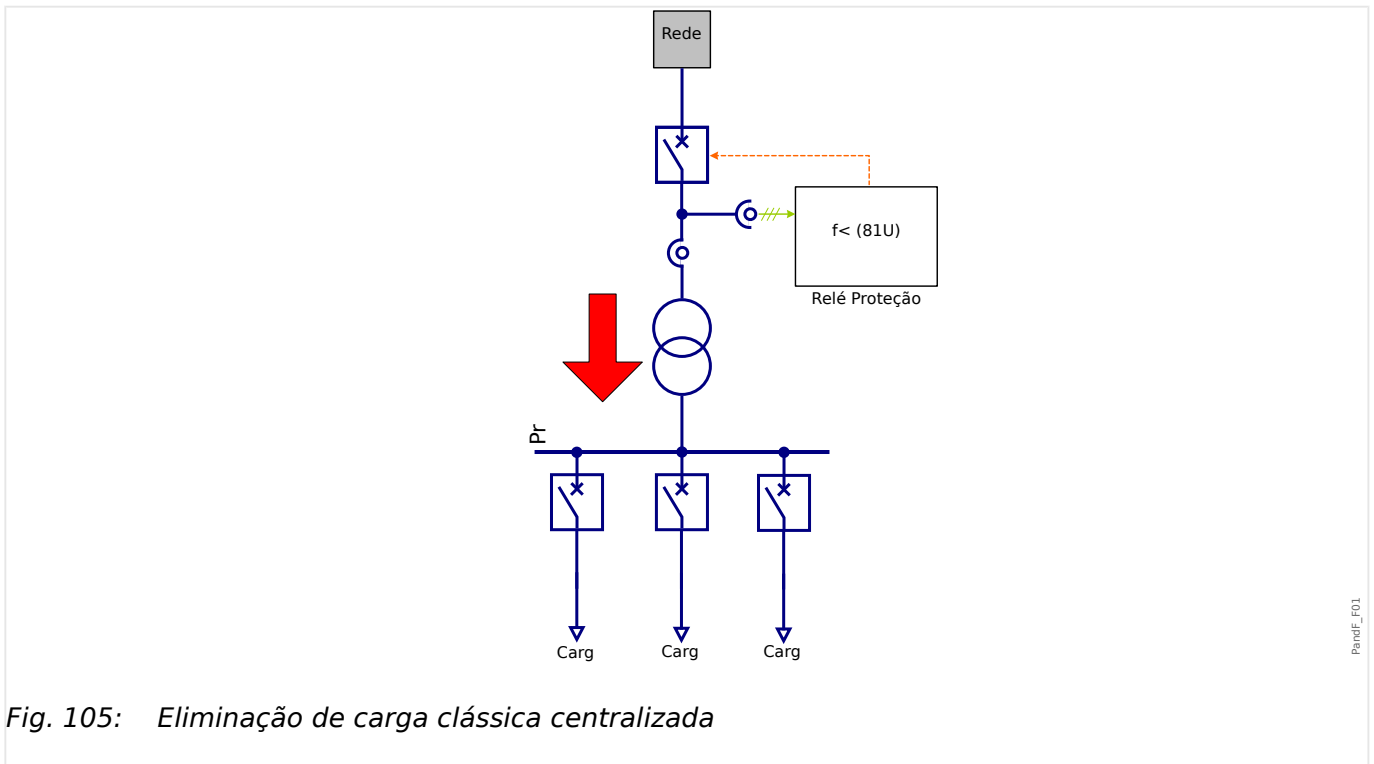 Rede
f< (81U)
Relé Proteção
Pr
Carg
Carg
Carg
PandF_F01
Fig. 105: Eliminação de carga clássica centralizada